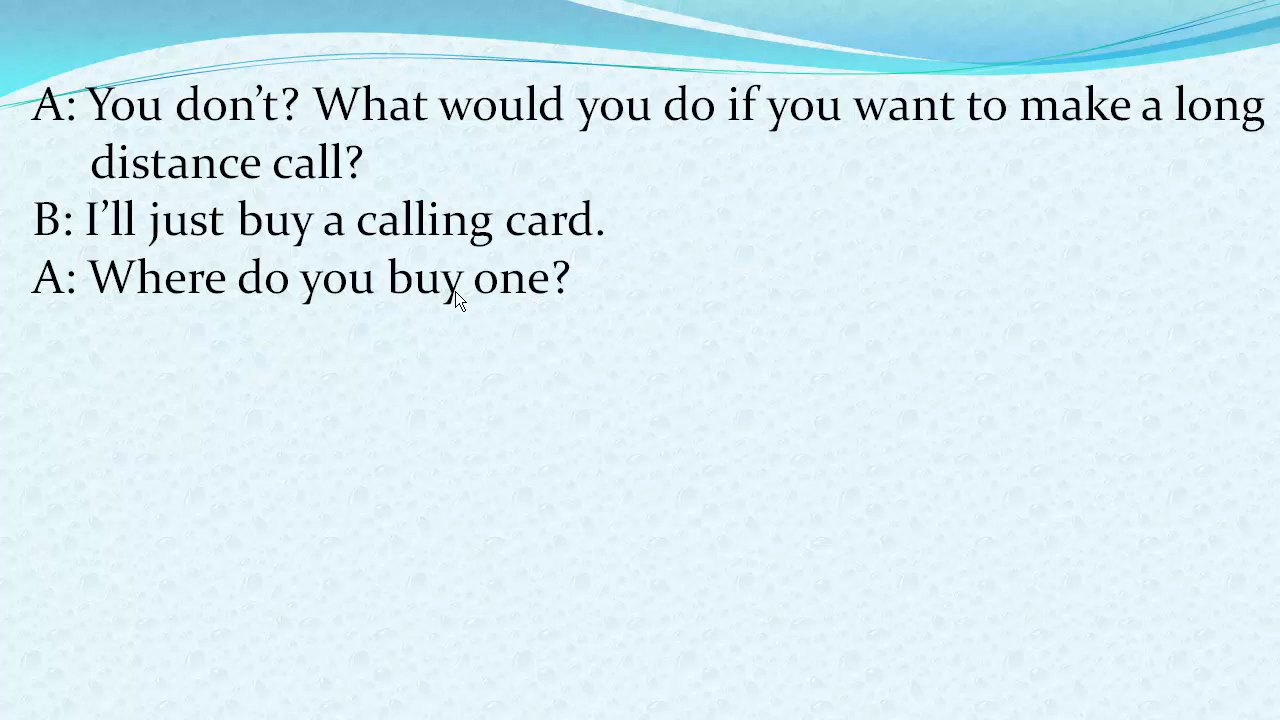 A: You don’t? What would you do if you want to make a long
distance call?
B: I’ll just buy a calling card.
A: Where do you buy one?